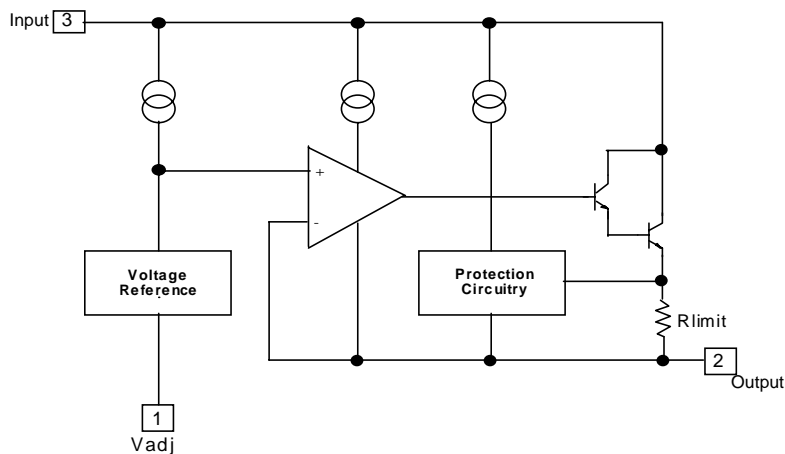 Input 3
+
-
Voltage
Reference
Protection
Circuitry
Rlimit
2
Output
1
Vadj